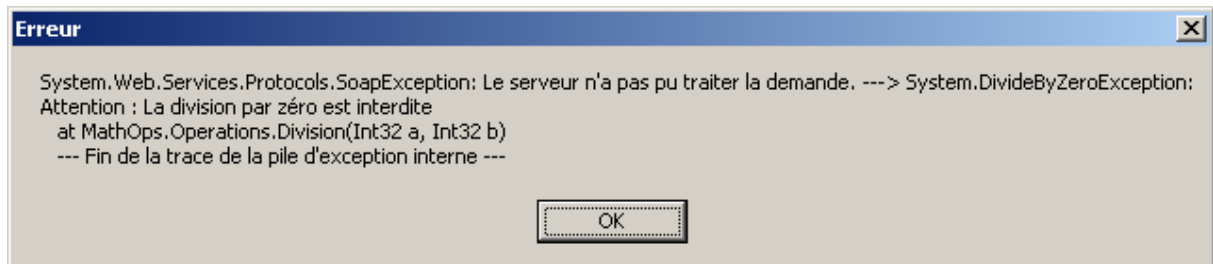 Erreur
System.Web.Services.Protocols.SoapException: Le serveur n'a pas pu traiter la demande. ---> System.DivideByZeroException:
Attention : La division par zéro est interdite
at MathOps.Operations.Division(Int32 a, Int32 b)
--- Fin de la trace de la pile d'exception interne ---
OK